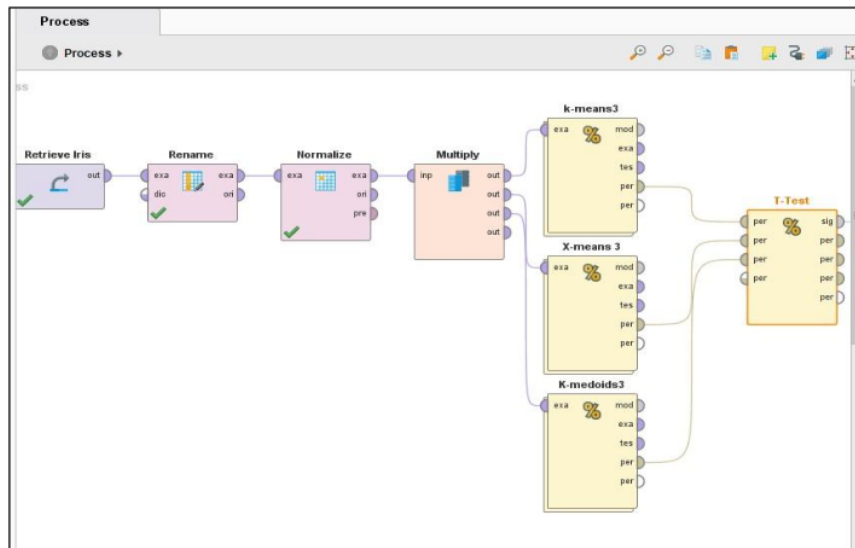 Process
Process
ss
Retrieve Iris
out
Rename
exa
exa
dic
ori
Normalize
exa
exa
ori
pre
Multiply
inp
out
out
out
out
k-means3
exa
mod
exa
tes
per
per
X-means 3
exa
mod
exa
tes
per
per
K-medoids3
exa
mod
exa
tes
per
per
T-Test
per
sig
per
per
per
per
per
per
per